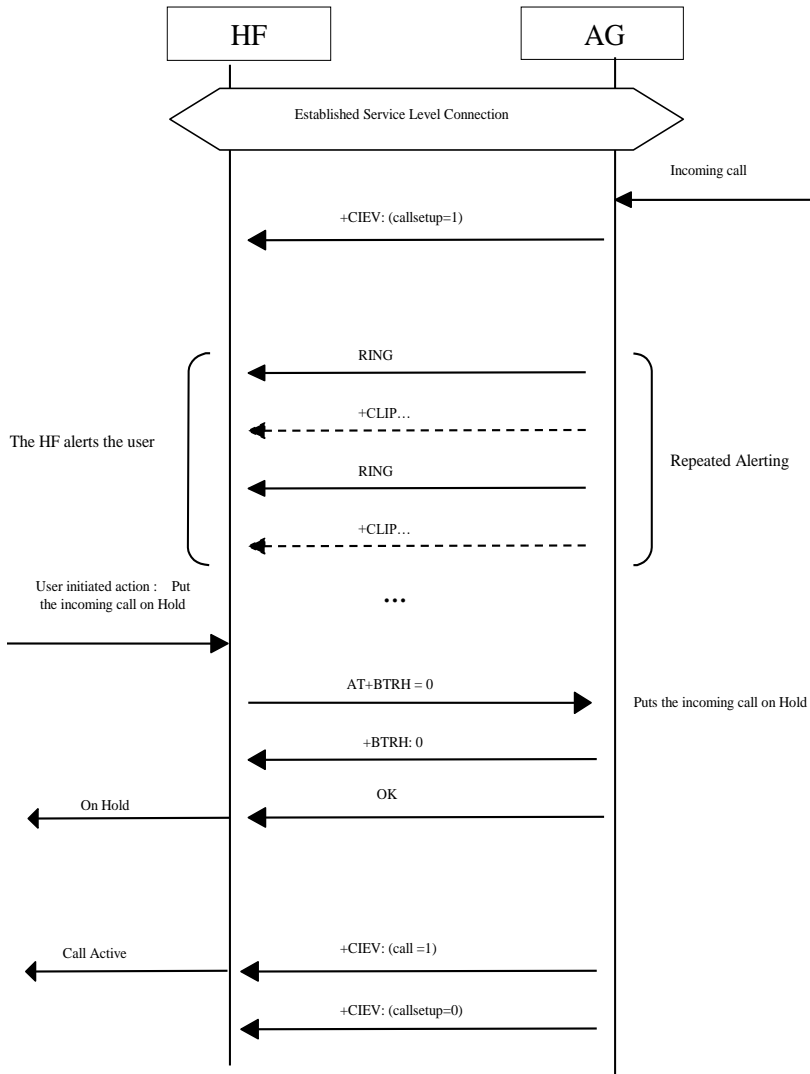 HF
AG
Established Service Level Connection
Incoming call
+CIEV: (callsetup=1)
RING
+CLIP…
The HF alerts the user
Repeated Alerting
RING
+CLIP…
User initiated action : Put
the incoming call on Hold
...
AT+BTRH = 0
Puts the incoming call on Hold
+BTRH: 0
OK
On Hold
+CIEV: (call =1)
Call Active
+CIEV: (callsetup=0)